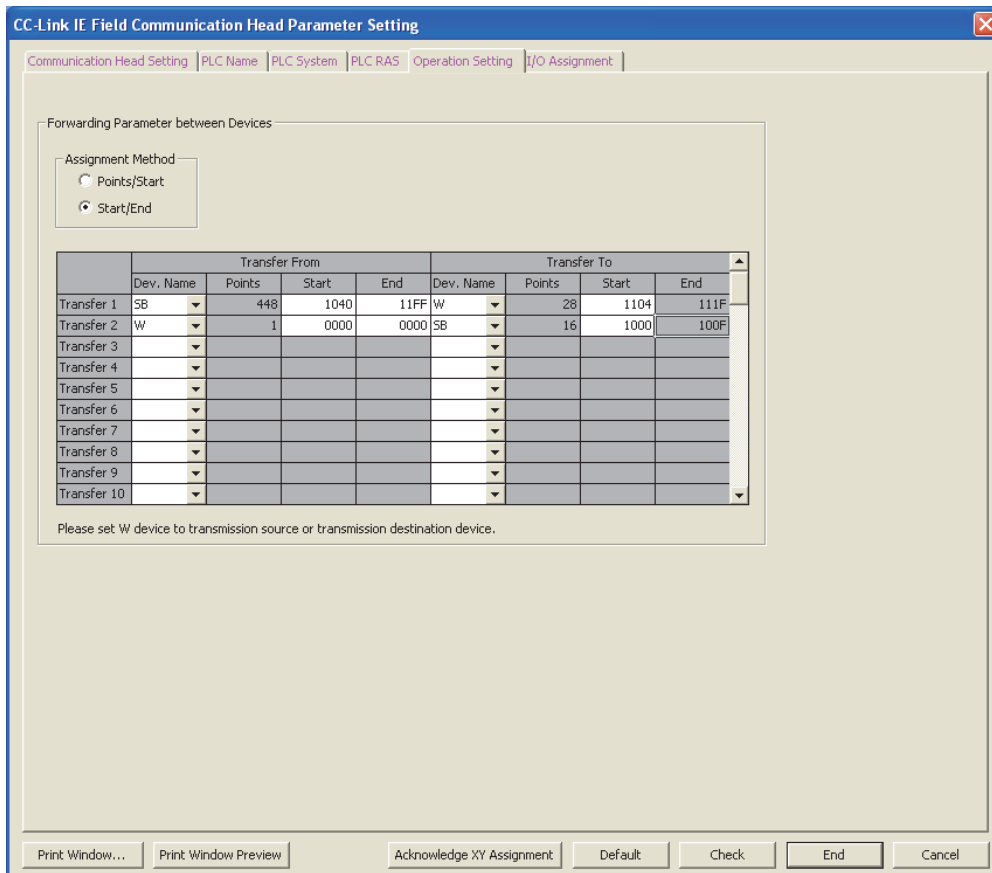 CC-Link IE Field Communication Head Parameter Setting
Communication Head Setting PLC Name PLC System PLC RAS Operation Setting I/O Assignment
Forwarding Parameter between Devices
Assignment Method
Points/Start
Start/End
Transfer From Transfer To
Dev. Name Points Start End Dev. Name Points Start End
Transfer 1 SB 448 1040 11FF W 28 1104 111F
Transfer 2 W 1 0000 0000 SB 16 1000 100F
Transfer 3
Transfer 4
Transfer 5
Transfer 6
Transfer 7
Transfer 8
Transfer 9
Transfer 10
Please set W device to transmission source or transmission destination device.
Print Window... Print Window Preview Acknowledge XY Assignment Default Check End Cancel